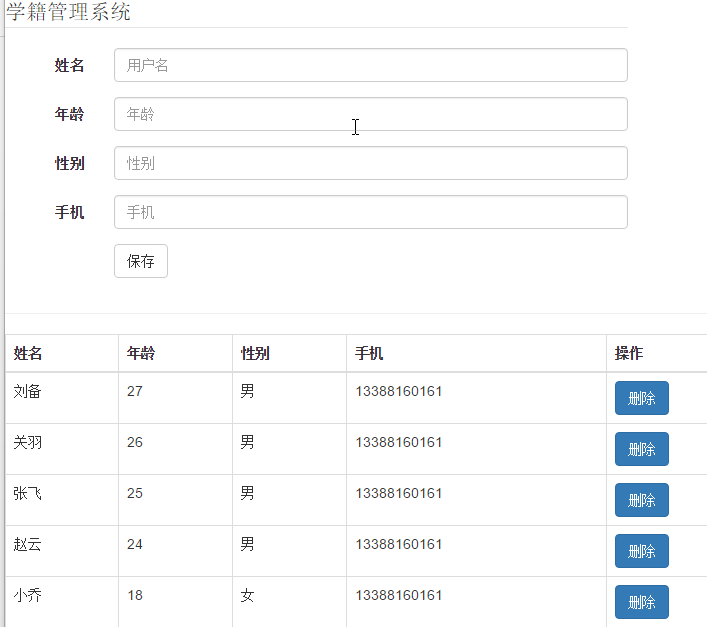 学籍管理系统
姓名 用户名
年龄 年龄
性别 性别
手机 手机
保存
姓名 年龄 性别 手机 操作
刘备 27 男 13388160161 删除
关羽 26 男 13388160161 删除
张飞 25 男 13388160161 删除
赵云 24 男 13388160161 删除
小乔 18 女 13388160161 删除